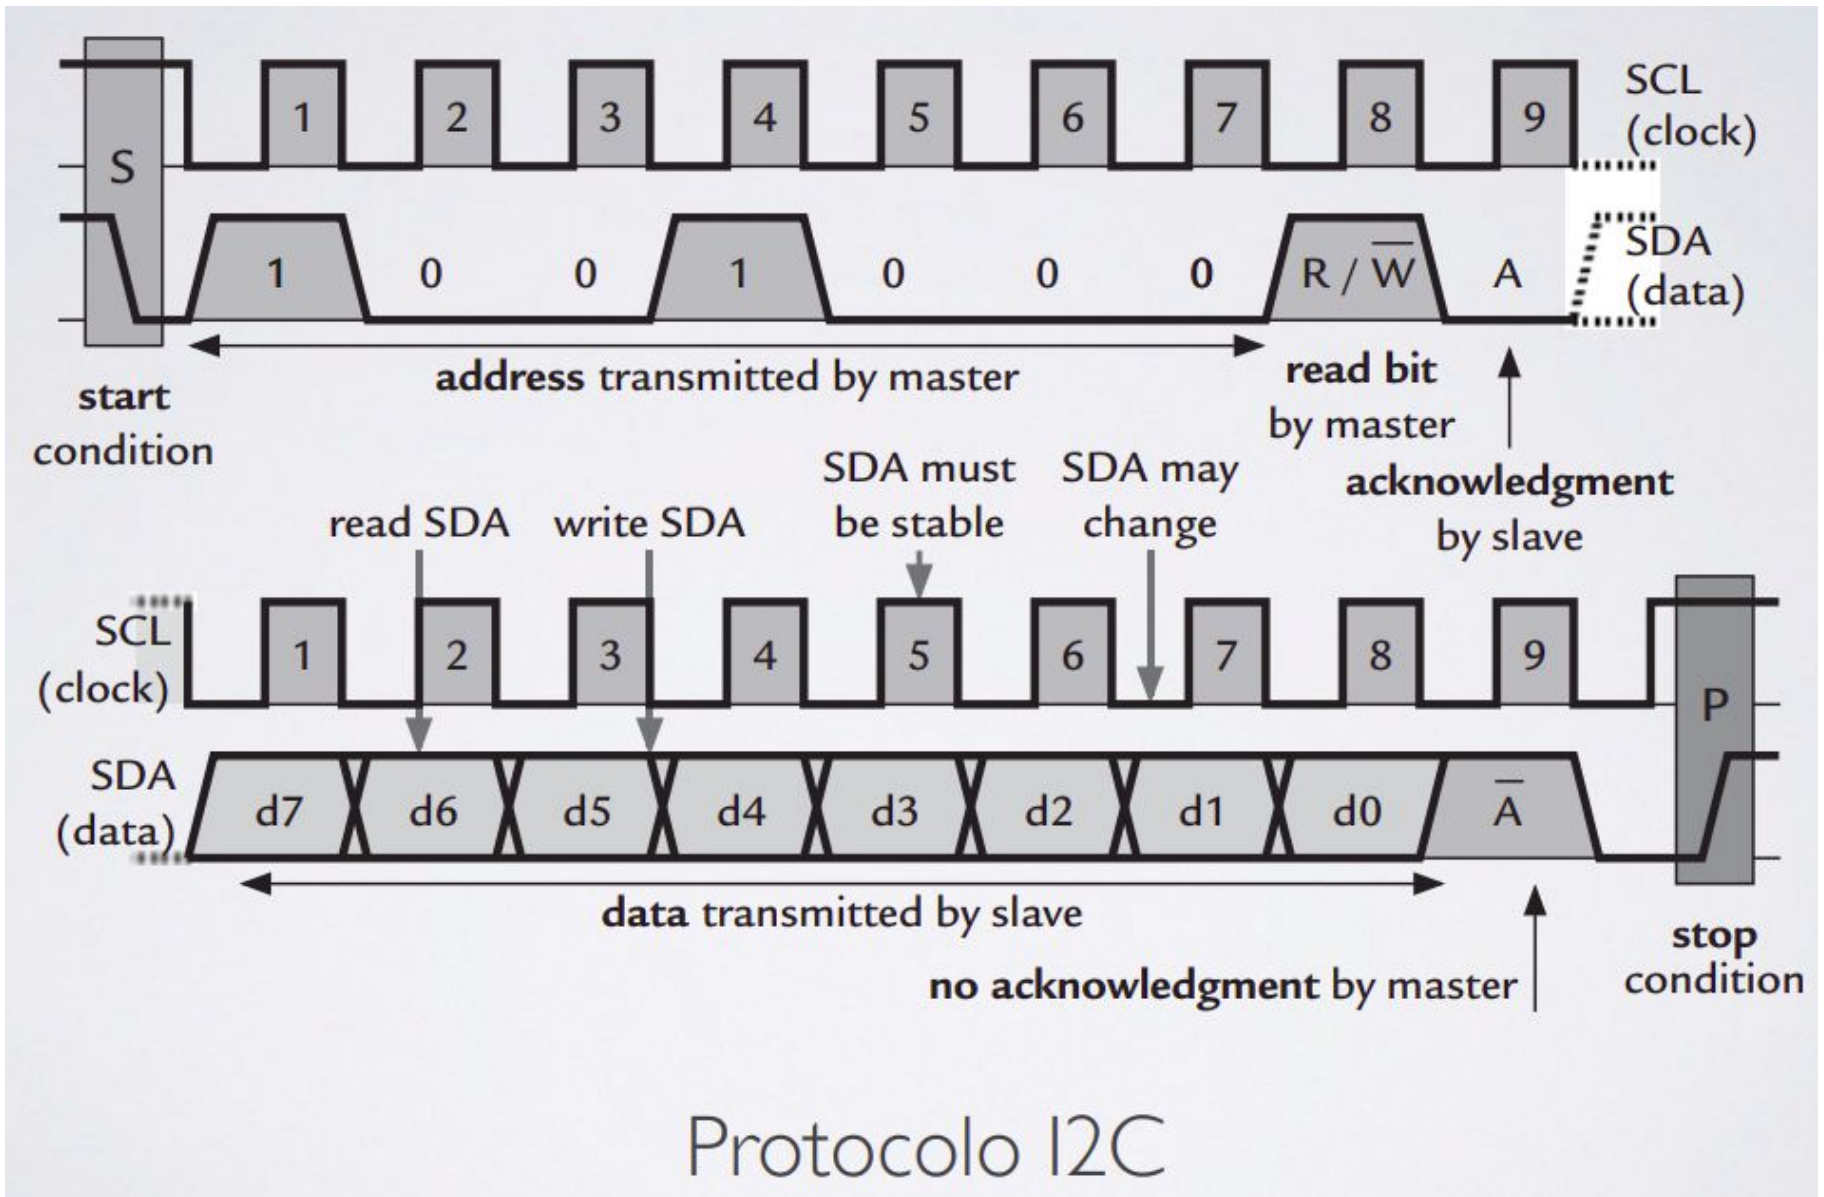 S
1 2 3 4 5 6 7 8 9
SCL
(clock)
1 0 0 1 0 0 0 R / W̅ A
SDA
(data)
start
condition
address transmitted by master
read bit
by master
acknowledgment
by slave
read SDA
write SDA
SDA must
be stable
SDA may
change
SCL
(clock)
1 2 3 4 5 6 7 8 9
P
SDA
(data)
d7 d6 d5 d4 d3 d2 d1 d0 A̅
data transmitted by slave
no acknowledgment by master
stop
condition
Protocolo I2C